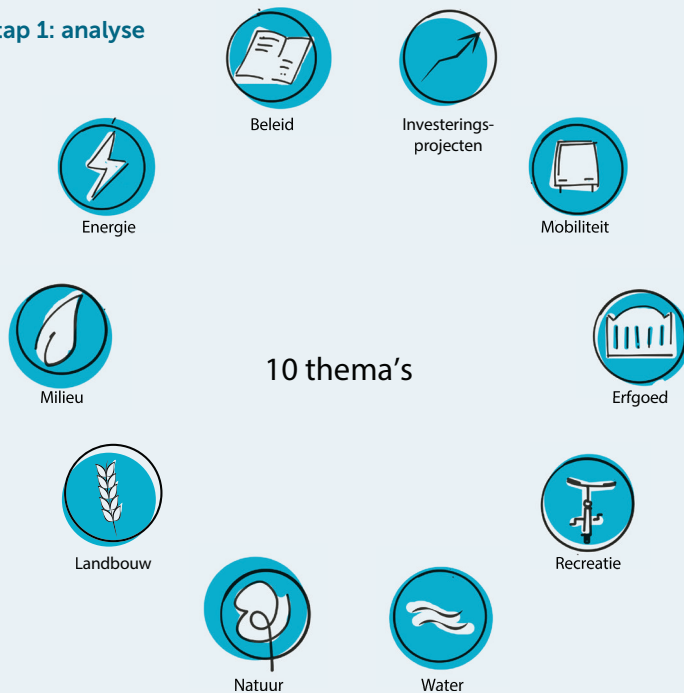 tap 1: analyse
Beleid
Investerings-
projecten
Energie
Mobiliteit
10 thema's
Milieu
Erfgoed
Landbouw
Recreatie
Natuur
Water